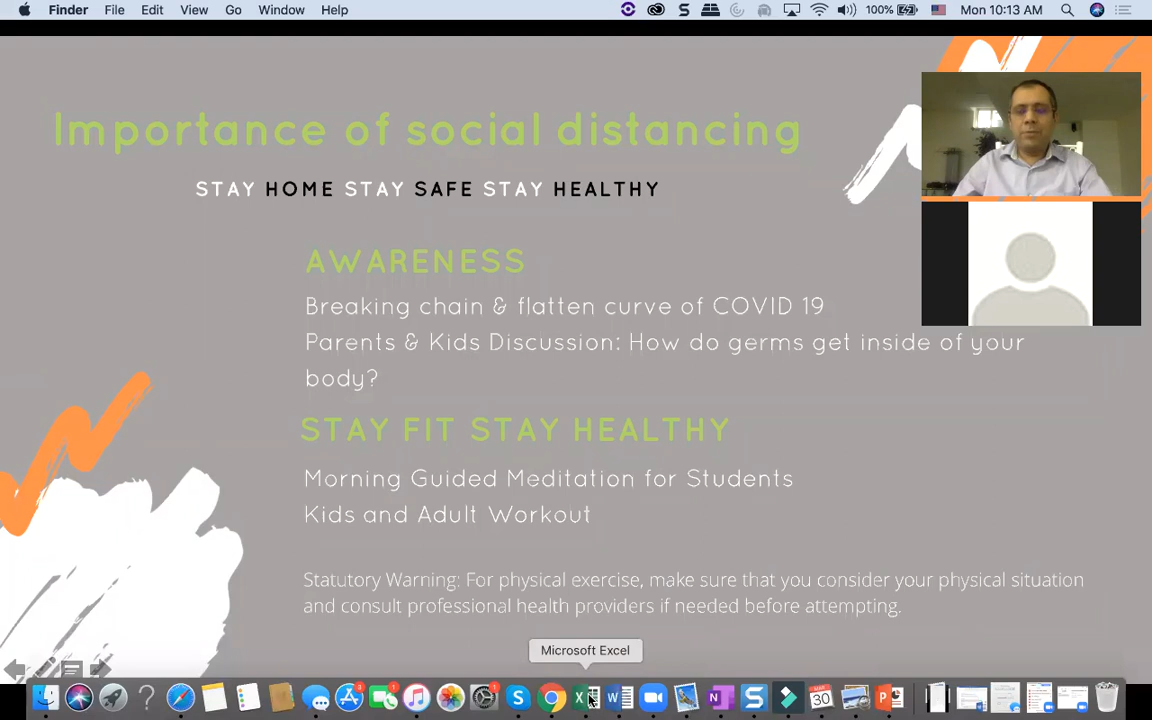 Finder File Edit View Go Window Help 100% Mon 10:13 AM
Importance of social distancing
STAY HOME STAY SAFE STAY HEALTHY
AWARENESS
Breaking chain & flatten curve of COVID 19
Parents & Kids Discussion: How do germs get inside of your
body?
STAY FIT STAY HEALTHY
Morning Guided Meditation for Students
Kids and Adult Workout
Statutory Warning: For physical exercise, make sure that you consider your physical situation
and consult professional health providers if needed before attempting.
Microsoft Excel